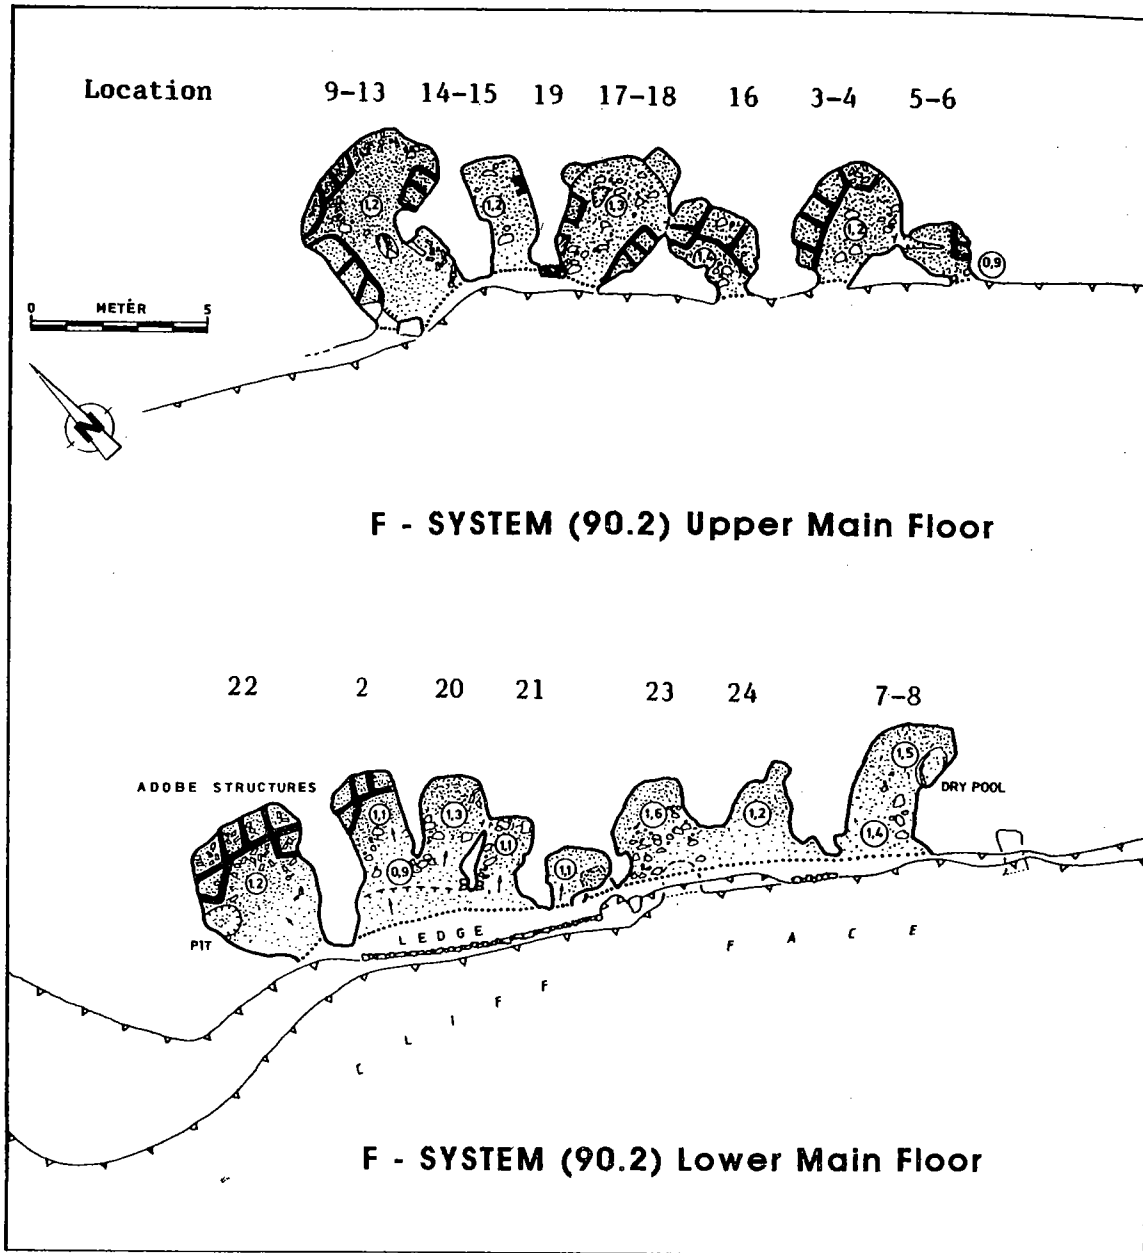 Location 9-13 14-15 19 17-18 16 3-4 5-6
1,2 1,2 1,3 1,4 1,2 0,9
0 METER 5
N
F - SYSTEM (90.2) Upper Main Floor
22 2 20 21 23 24 7-8
ADOBE STRUCTURES
DRY POOL
1,2 1,1 0,9 1,3 1,1 1,1 1,6 1,2 1,5 1,4
PIT
LEDGE
CLIFF FACE
F - SYSTEM (90.2) Lower Main Floor